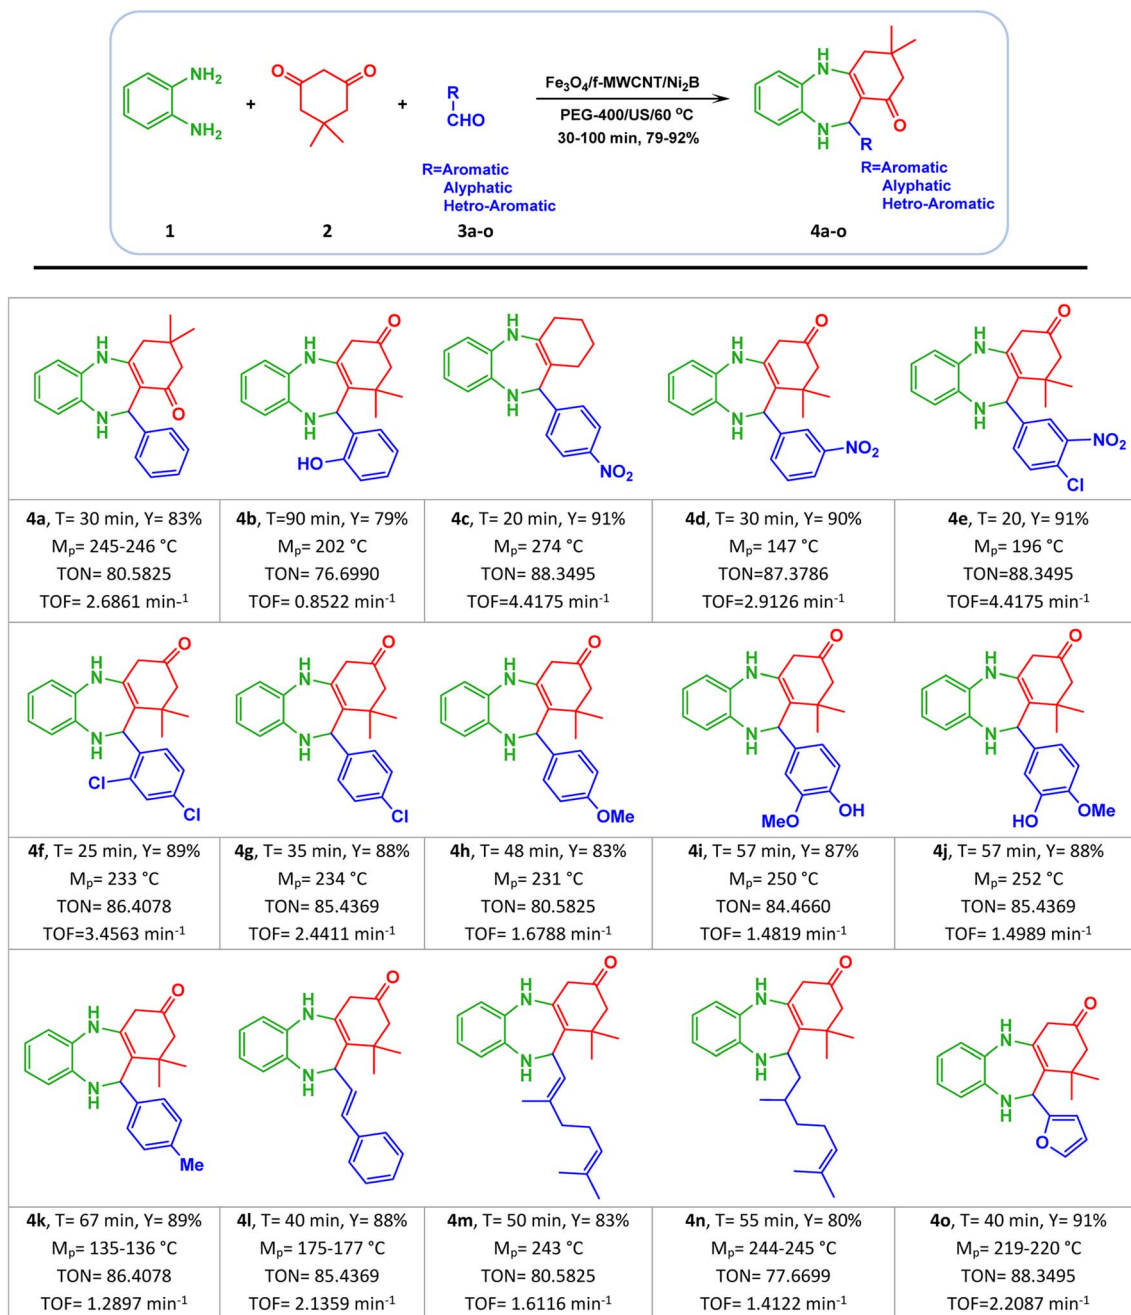 NH2
NH2
+
O
O
+
R
CHO
Fe3O4/f-MWCNT/Ni2B
PEG-400/US/60 °C
30-100 min, 79-92%
H
N
N
H
O
R
R=Aromatic
Alyphatic
Hetro-Aromatic
R=Aromatic
Alyphatic
Hetro-Aromatic
1
2
3a-o
4a-o
H
N
N
H
O
H
N
N
H
O
HO
H
N
N
H
NO2
H
N
N
H
O
NO2
H
N
N
H
O
NO2
Cl
4a, T= 30 min, Y= 83%
Mp= 245-246 °C
TON= 80.5825
TOF= 2.6861 min-1
4b, T=90 min, Y= 79%
Mp= 202 °C
TON= 76.6990
TOF= 0.8522 min-1
4c, T= 20 min, Y= 91%
Mp= 274 °C
TON= 88.3495
TOF=4.4175 min-1
4d, T= 30 min, Y= 90%
Mp= 147 °C
TON=87.3786
TOF=2.9126 min-1
4e, T= 20, Y= 91%
Mp= 196 °C
TON=88.3495
TOF=4.4175 min-1
H
N
N
H
O
Cl
Cl
H
N
N
H
O
Cl
H
N
N
H
O
OMe
H
N
N
H
O
MeO
OH
H
N
N
H
O
HO
OMe
4f, T= 25 min, Y= 89%
Mp= 233 °C
TON= 86.4078
TOF=3.4563 min-1
4g, T= 35 min, Y= 88%
Mp= 234 °C
TON= 85.4369
TOF= 2.4411 min-1
4h, T= 48 min, Y= 83%
Mp= 231 °C
TON= 80.5825
TOF= 1.6788 min-1
4i, T= 57 min, Y= 87%
Mp= 250 °C
TON= 84.4660
TOF= 1.4819 min-1
4j, T= 57 min, Y= 88%
Mp= 252 °C
TON= 85.4369
TOF= 1.4989 min-1
H
N
N
H
O
Me
H
N
N
H
O
H
N
N
H
O
H
N
N
H
O
H
N
N
H
O
O
4k, T= 67 min, Y= 89%
Mp= 135-136 °C
TON= 86.4078
TOF= 1.2897 min-1
4l, T= 40 min, Y= 88%
Mp= 175-177 °C
TON= 85.4369
TOF= 2.1359 min-1
4m, T= 50 min, Y= 83%
Mp= 243 °C
TON= 80.5825
TOF= 1.6116 min-1
4n, T= 55 min, Y= 80%
Mp= 244-245 °C
TON= 77.6699
TOF= 1.4122 min-1
4o, T= 40 min, Y= 91%
Mp= 219-220 °C
TON= 88.3495
TOF= 2.2087 min-1